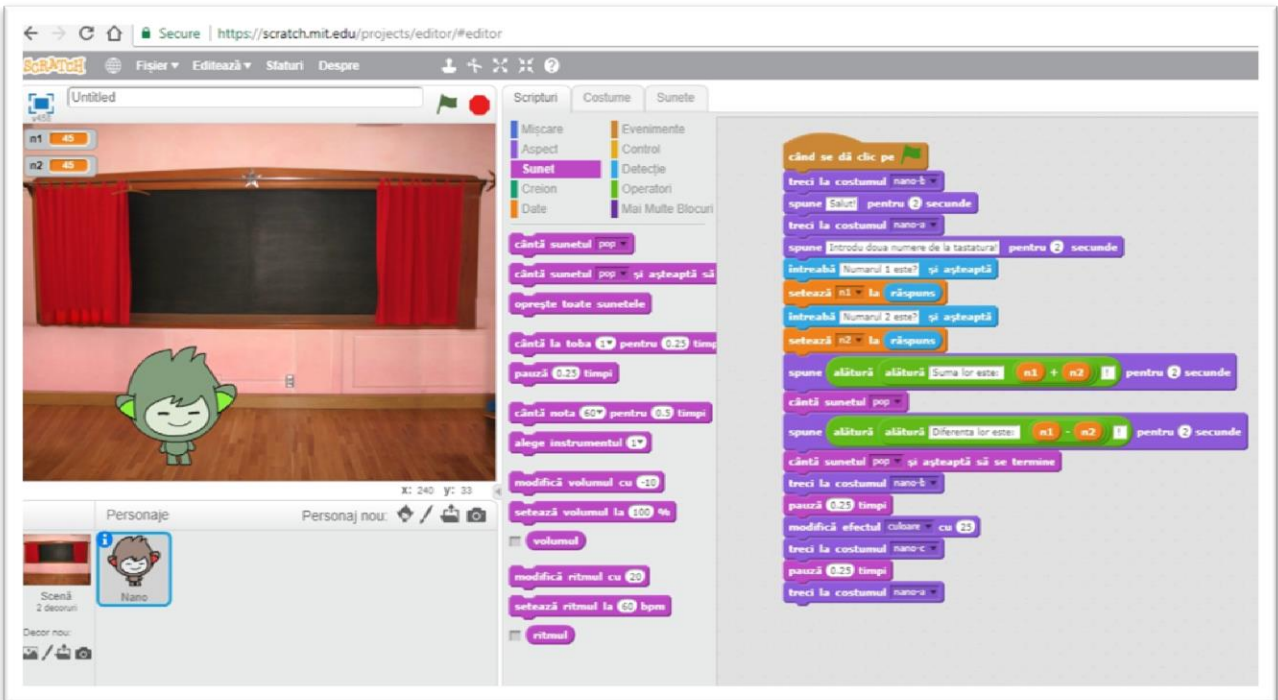 Secure | https://scratch.mit.edu/projects/editor/#editor
SCRATCH Fișier Editează Sfaturi Despre
Untitled
v458
n1 45
n2 45
X: 240 y: 33
Personaje Personaj nou:
Scenă
2 decoruri
Nano
Decor nou:
Scripturi Costume Sunete
Mișcare Evenimente
Aspect Control
Sunet Detecție
Creion Operatori
Date Mai Multe Blocuri
cântă sunetul pop
cântă sunetul pop și așteaptă să
oprește toate sunetele
cântă la toba 1 pentru 0.25 timp
pauză 0.25 timpi
cântă nota 60 pentru 0.5 timpi
alege instrumentul 1
modifică volumul cu -10
setează volumul la 100 %
volumul
modifică ritmul cu 20
setează ritmul la 60 bpm
ritmul
când se dă clic pe
treci la costumul nano-b
spune Salut! pentru 2 secunde
treci la costumul nano-a
spune Introdu doua numere de la tastatura! pentru 2 secunde
întreabă Numarul 1 este? și așteaptă
setează n1 la răspuns
întreabă Numarul 2 este? și așteaptă
setează n2 la răspuns
spune alătură alătură Suma lor este: n1 + n2 ! pentru 2 secunde
cântă sunetul pop
spune alătură alătură Diferenta lor este: n1 - n2 ! pentru 2 secunde
cântă sunetul pop și așteaptă să se termine
treci la costumul nano-b
pauză 0.25 timpi
modifică efectul culoare cu 25
treci la costumul nano-c
pauză 0.25 timpi
treci la costumul nano-a